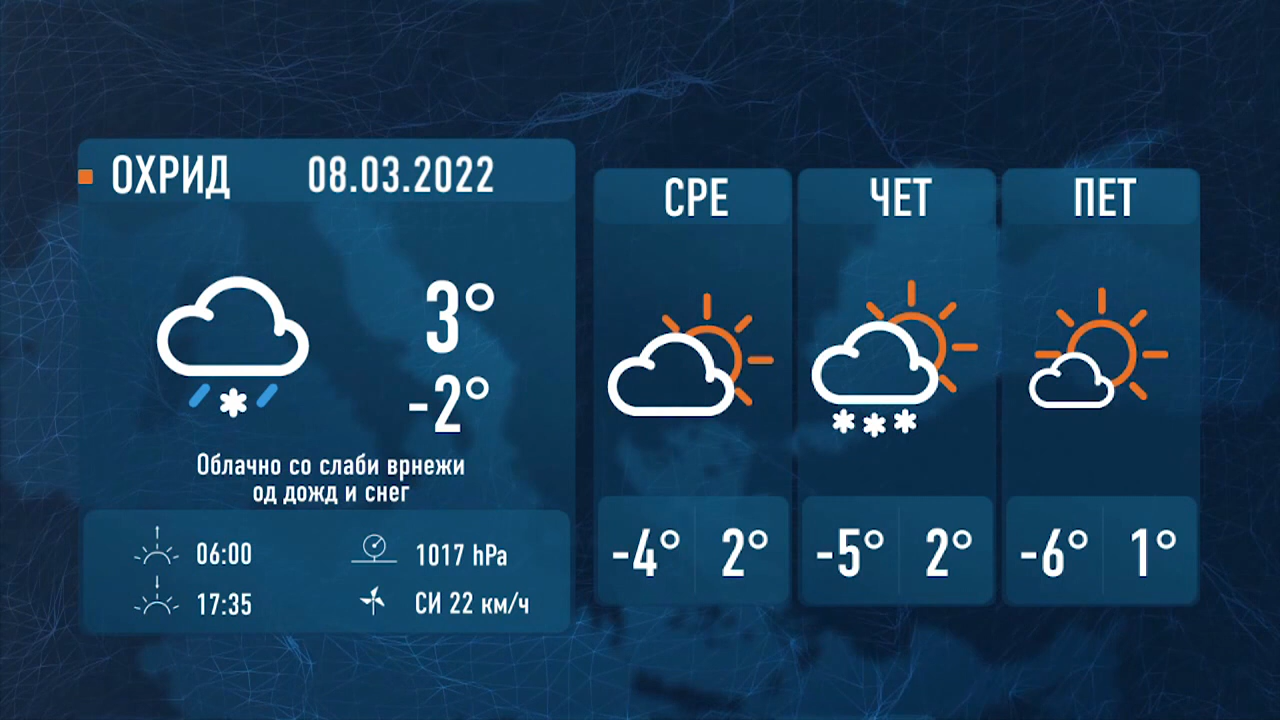 ОХРИД 08.03.2022
3°
-2°
Облачно со слаби врнежи
од дожд и снег
06:00 1017 hPa
17:35 СИ 22 км/ч
СРЕ ЧЕТ ПЕТ
-4° 2° -5° 2° -6° 1°